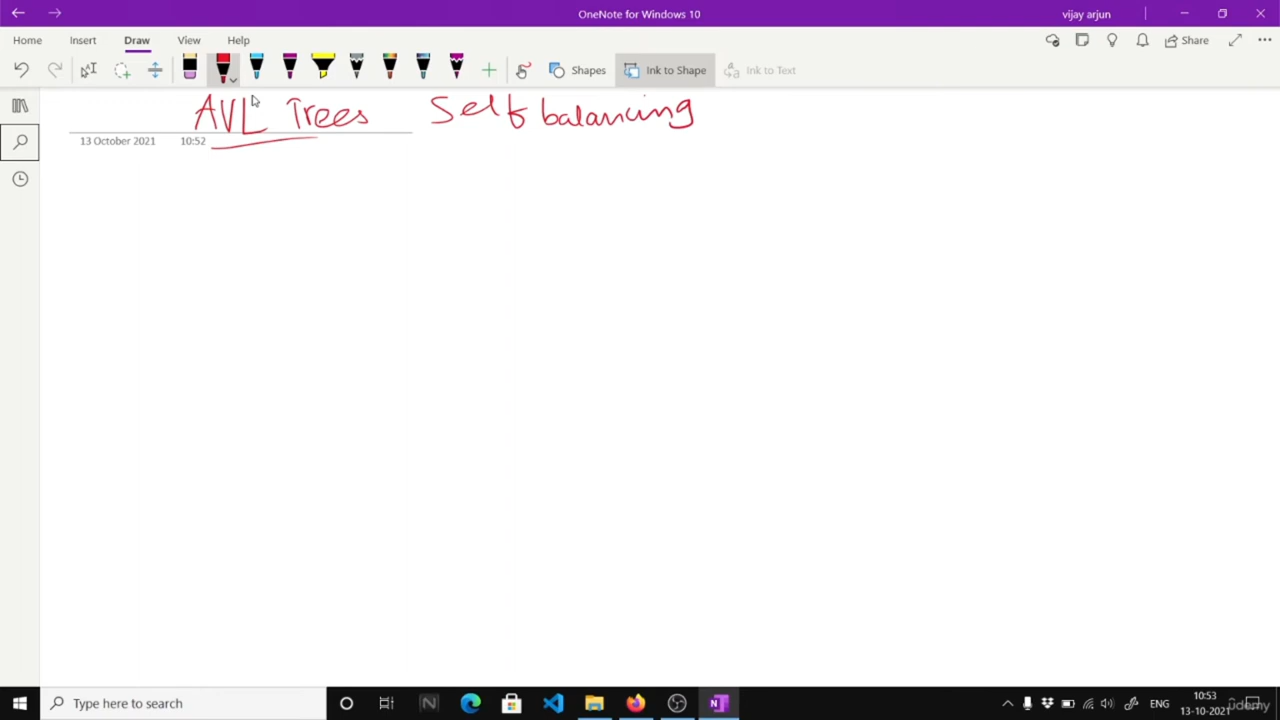 OneNote for Windows 10
vijay arjun
Home Insert Draw View Help
Share
Shapes Ink to Shape Ink to Text
AVL Trees Self balancing
13 October 2021 10:52
Type here to search
ENG
10:53
13-10-2021
udemy